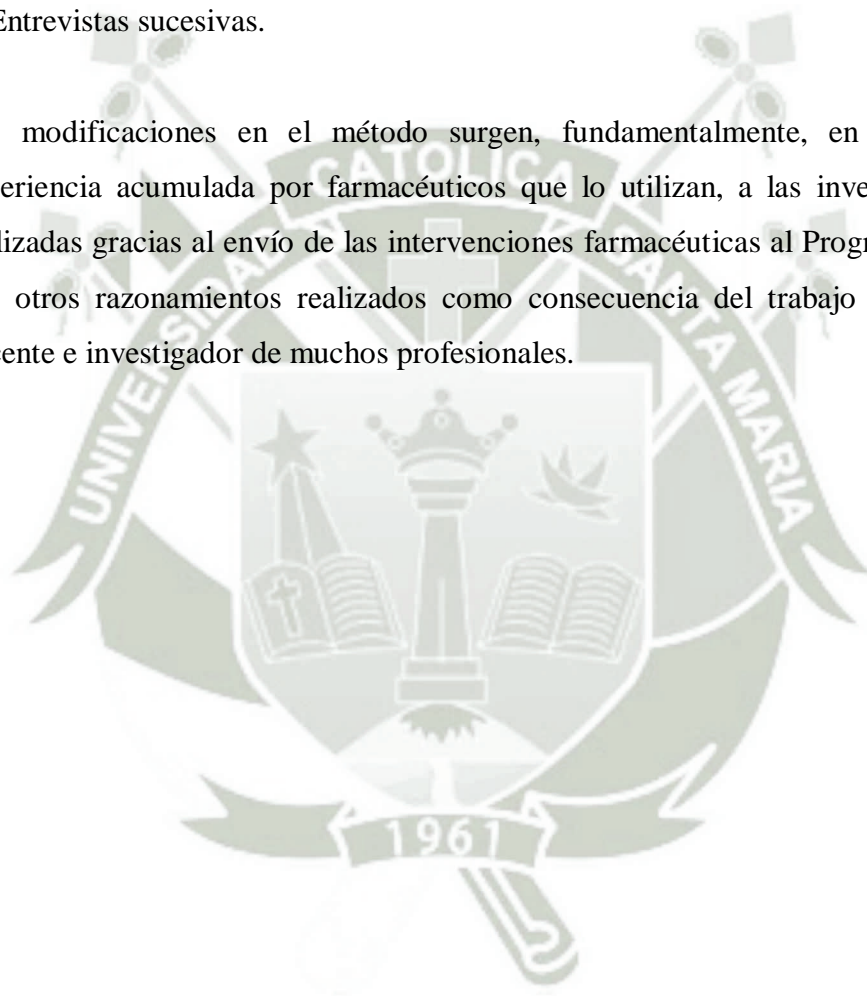 Entrevistas sucesivas.
modificaciones en el método surgen, fundamentalmente, en
eriencia acumulada por farmacéuticos que lo utilizan, a las inve
lizadas gracias al envío de las intervenciones farmacéuticas al Progr
otros razonamientos realizados como consecuencia del trabajo
cente e investigador de muchos profesionales.
UNIVERSIDAD CATOLICA SANTA MARIA
1961